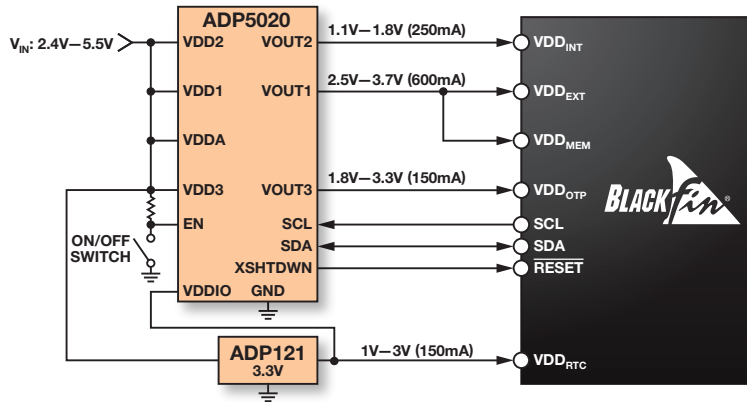 ADP5020
V_IN: 2.4V–5.5V
VDD2 VOUT2
1.1V–1.8V (250mA)
VDD_INT
VDD1 VOUT1
2.5V–3.7V (600mA)
VDD_EXT
VDDA
VDD_MEM
VDD3 VOUT3
1.8V–3.3V (150mA)
VDD_OTP
BLACKfin®
EN SCL
SCL
ON/OFF
SWITCH
SDA
SDA
XSHTDWN
RESET
VDDIO GND
ADP121
3.3V
1V–3V (150mA)
VDD_RTC